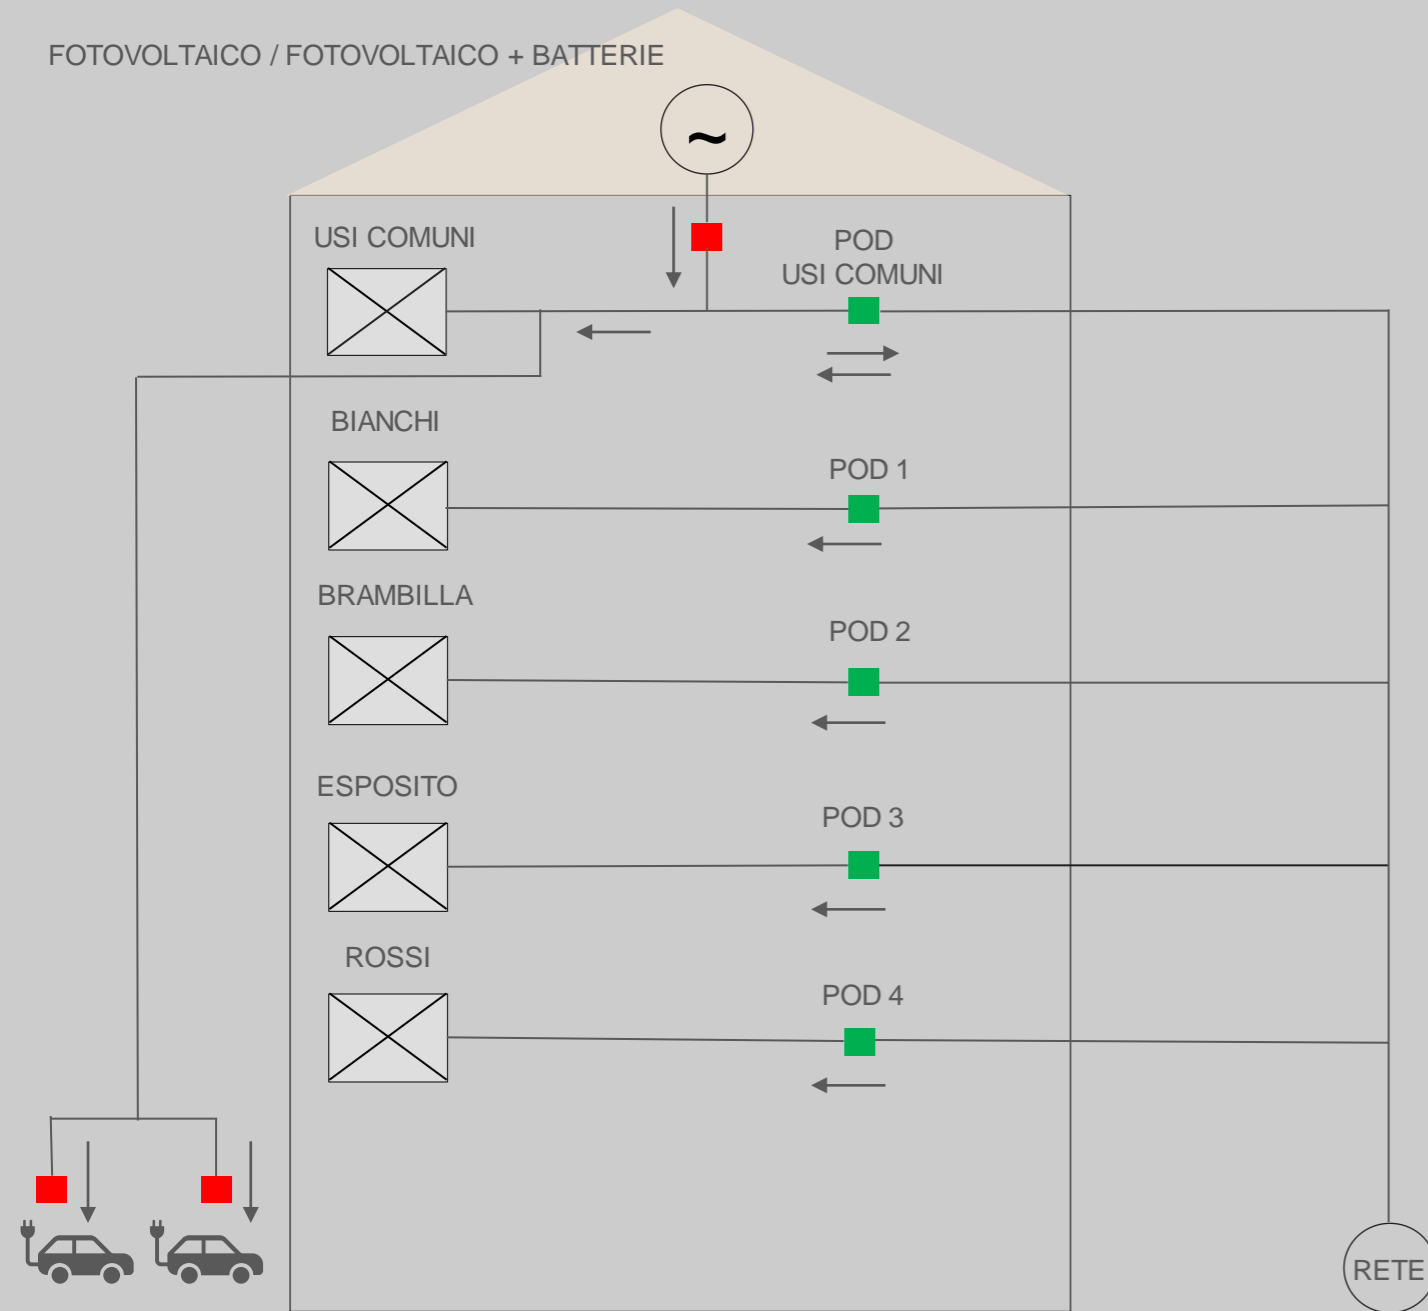 FOTOVOLTAICO / FOTOVOLTAICO + BATTERIE
~
USI COMUNI
POD
USI COMUNI
BIANCHI
POD 1
BRAMBILLA
POD 2
ESPOSITO
POD 3
ROSSI
POD 4
RETE